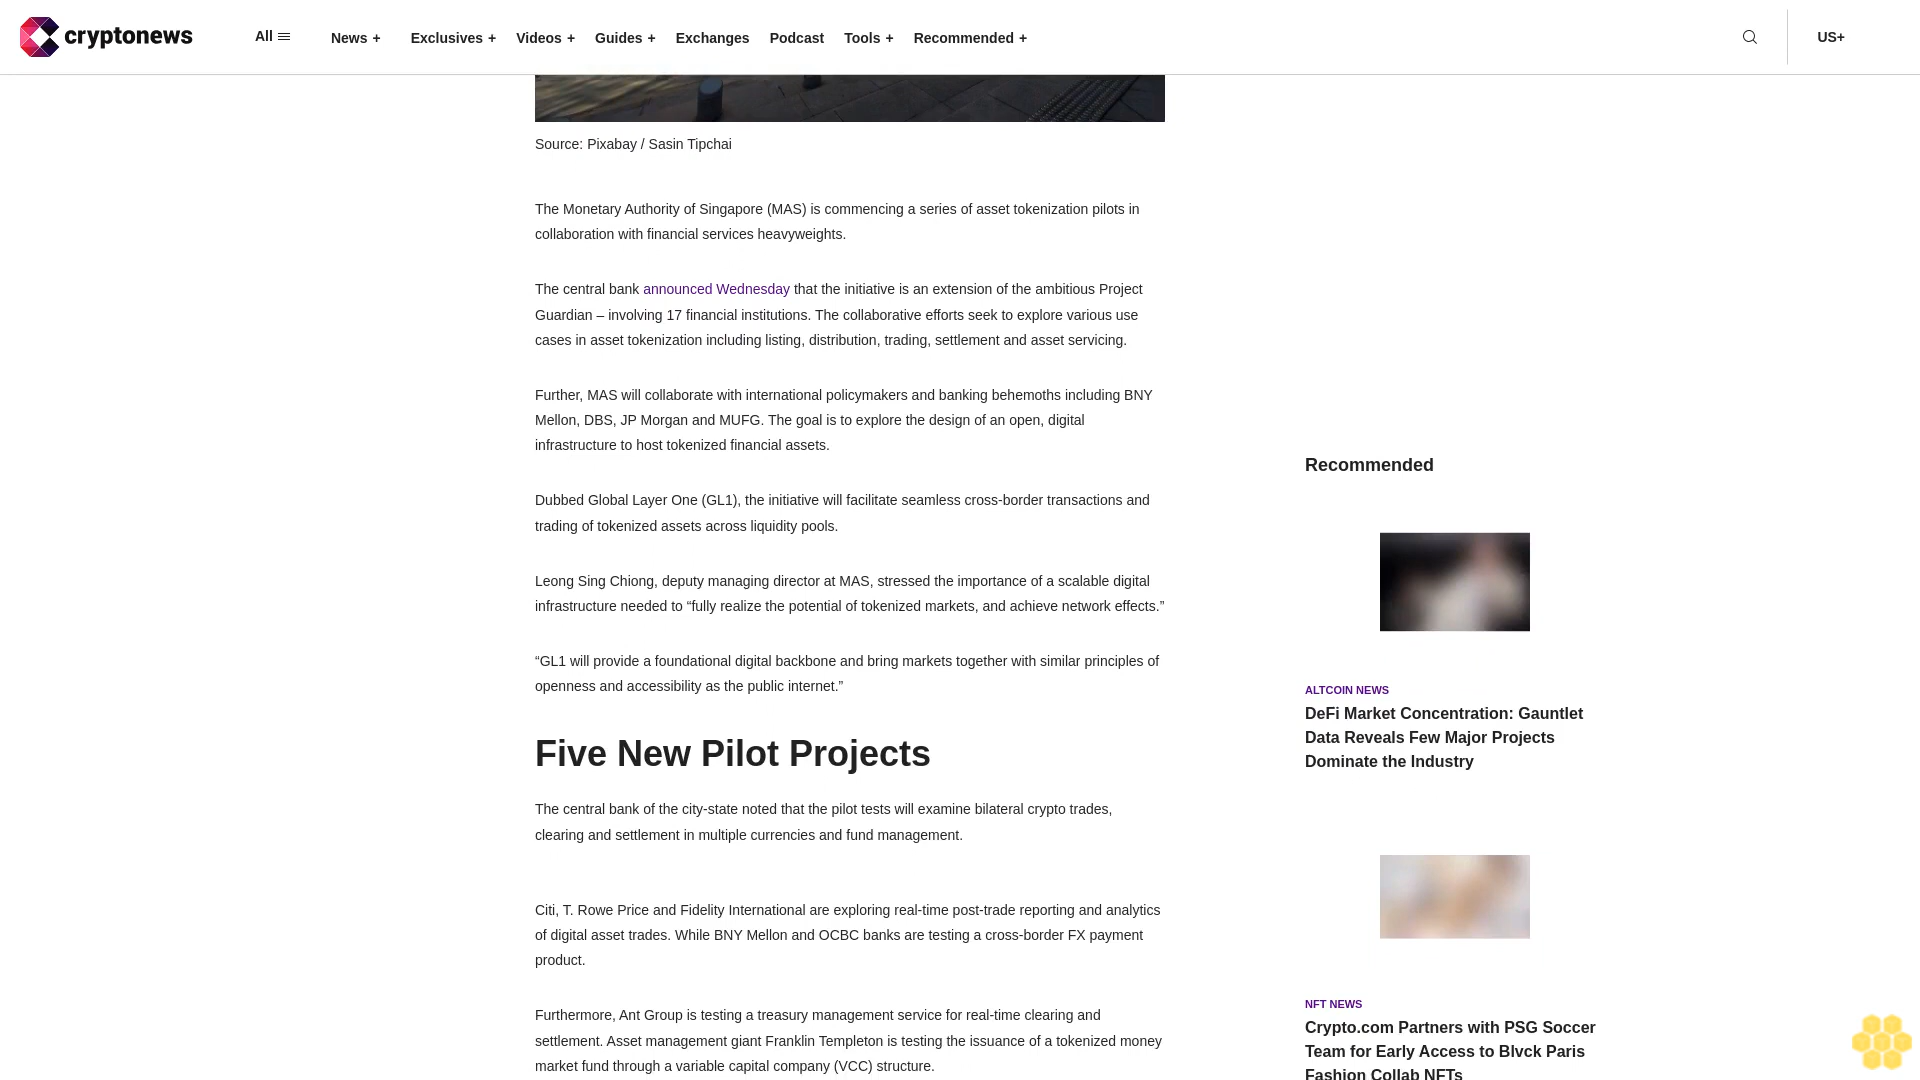 cryptonews
All
News +
Exclusives +
Videos +
Guides +
Exchanges
Podcast
Tools +
Recommended +
US+
Source: Pixabay / Sasin Tipchai
The Monetary Authority of Singapore (MAS) is commencing a series of asset tokenization pilots in
collaboration with financial services heavyweights.
The central bank announced Wednesday that the initiative is an extension of the ambitious Project
Guardian – involving 17 financial institutions. The collaborative efforts seek to explore various use
cases in asset tokenization including listing, distribution, trading, settlement and asset servicing.
Further, MAS will collaborate with international policymakers and banking behemoths including BNY
Mellon, DBS, JP Morgan and MUFG. The goal is to explore the design of an open, digital
infrastructure to host tokenized financial assets.
Dubbed Global Layer One (GL1), the initiative will facilitate seamless cross-border transactions and
trading of tokenized assets across liquidity pools.
Leong Sing Chiong, deputy managing director at MAS, stressed the importance of a scalable digital
infrastructure needed to “fully realize the potential of tokenized markets, and achieve network effects.”
“GL1 will provide a foundational digital backbone and bring markets together with similar principles of
openness and accessibility as the public internet.”
Five New Pilot Projects
The central bank of the city-state noted that the pilot tests will examine bilateral crypto trades,
clearing and settlement in multiple currencies and fund management.
Citi, T. Rowe Price and Fidelity International are exploring real-time post-trade reporting and analytics
of digital asset trades. While BNY Mellon and OCBC banks are testing a cross-border FX payment
product.
Furthermore, Ant Group is testing a treasury management service for real-time clearing and
settlement. Asset management giant Franklin Templeton is testing the issuance of a tokenized money
market fund through a variable capital company (VCC) structure.
Recommended
ALTCOIN NEWS
DeFi Market Concentration: Gauntlet
Data Reveals Few Major Projects
Dominate the Industry
NFT NEWS
Crypto.com Partners with PSG Soccer
Team for Early Access to Blvck Paris
Fashion Collab NFTs